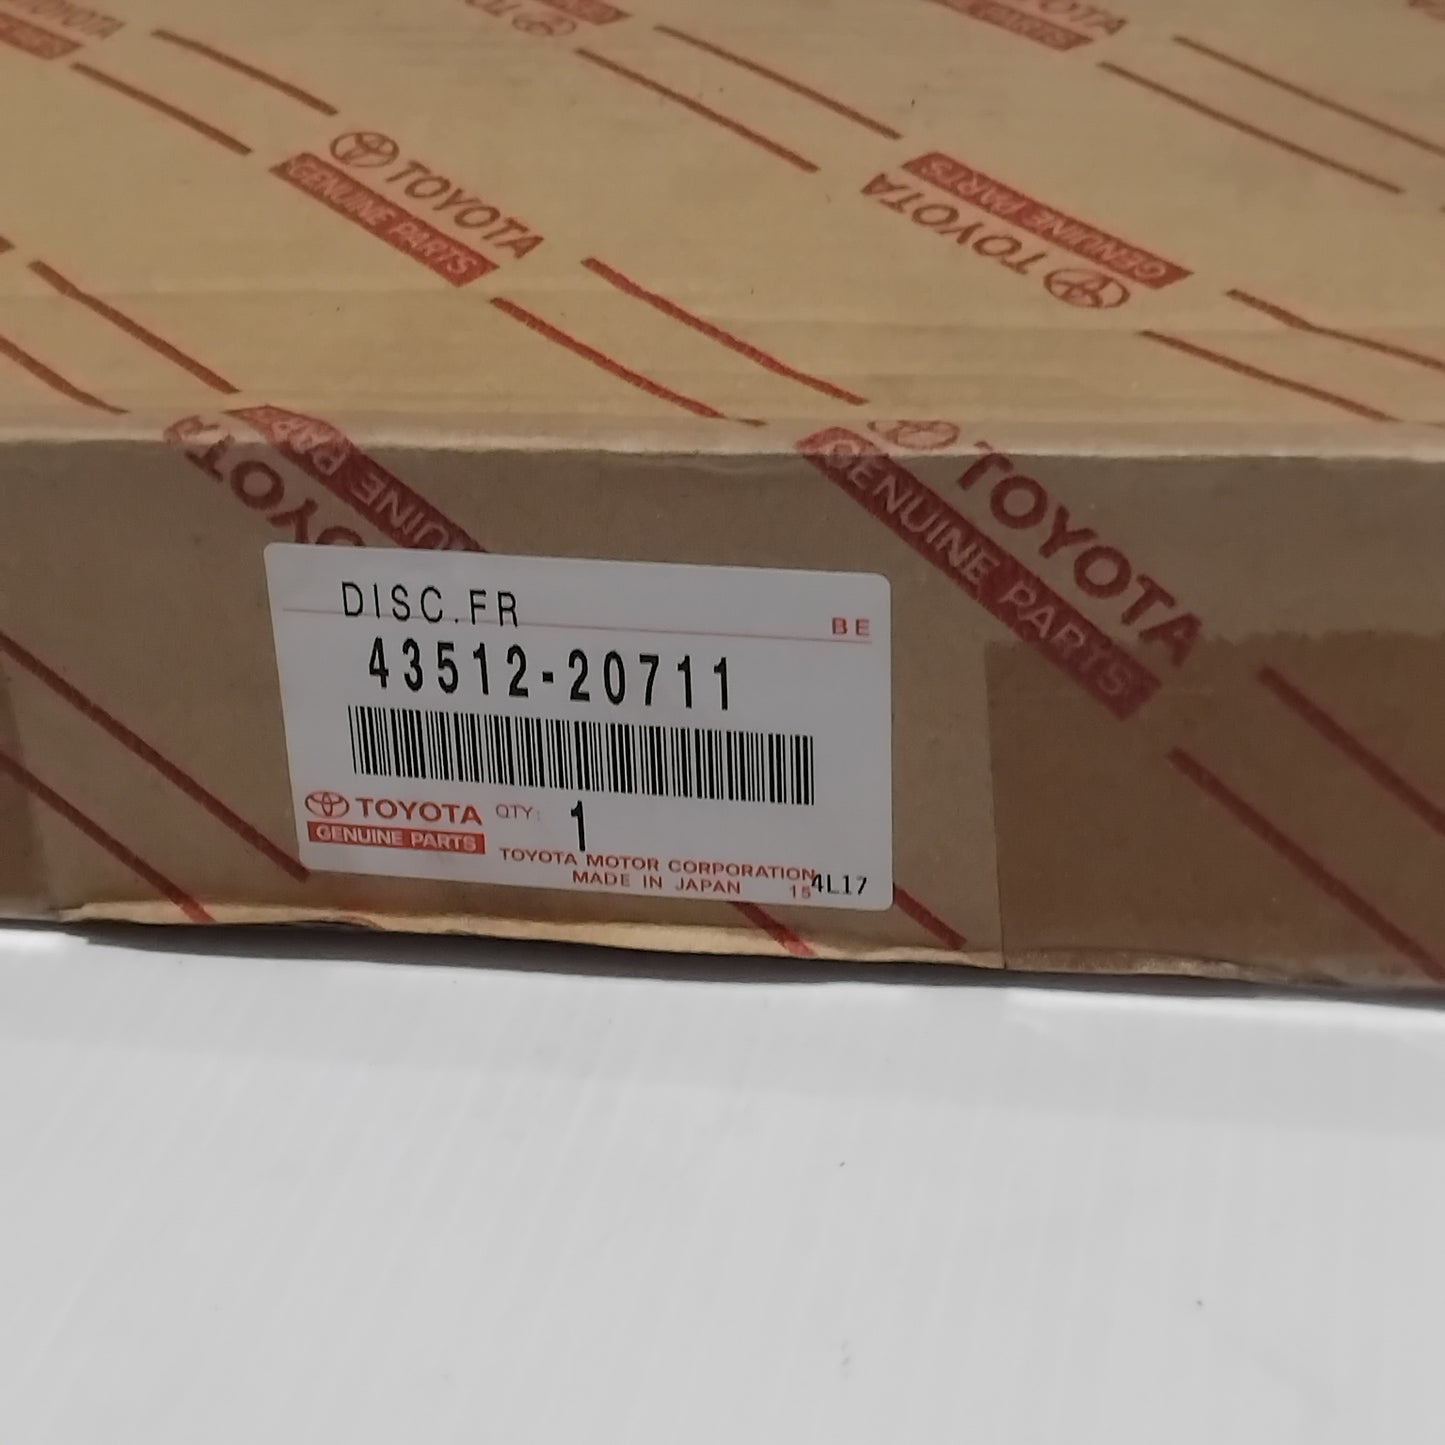 TOYOTA
GENUINE PARTS
TOYOTA
GENUINE PARTS
TOYOTA
GENUINE PARTS
TOYOTA
GENUINE PARTS
DISC.FR
BE
43512-20711
TOYOTA
GENUINE PARTS
QTY: 1
TOYOTA MOTOR CORPORATION
MADE IN JAPAN
15 4L17